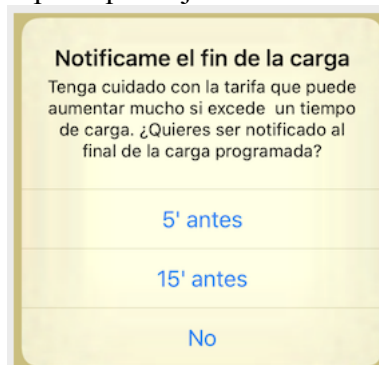 Notificame el fin de la carga
Tenga cuidado con la tarifa que puede
aumentar mucho si excede un tiempo
de carga. ¿Quieres ser notificado al
final de la carga programada?
5' antes
15' antes
No